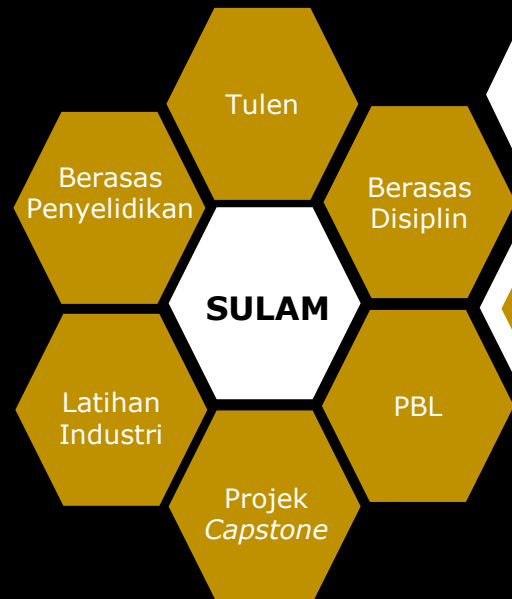 Tulen
Berasas
Penyelidikan
Berasas
Disiplin
SULAM
Latihan
Industri
PBL
Projek
Capstone